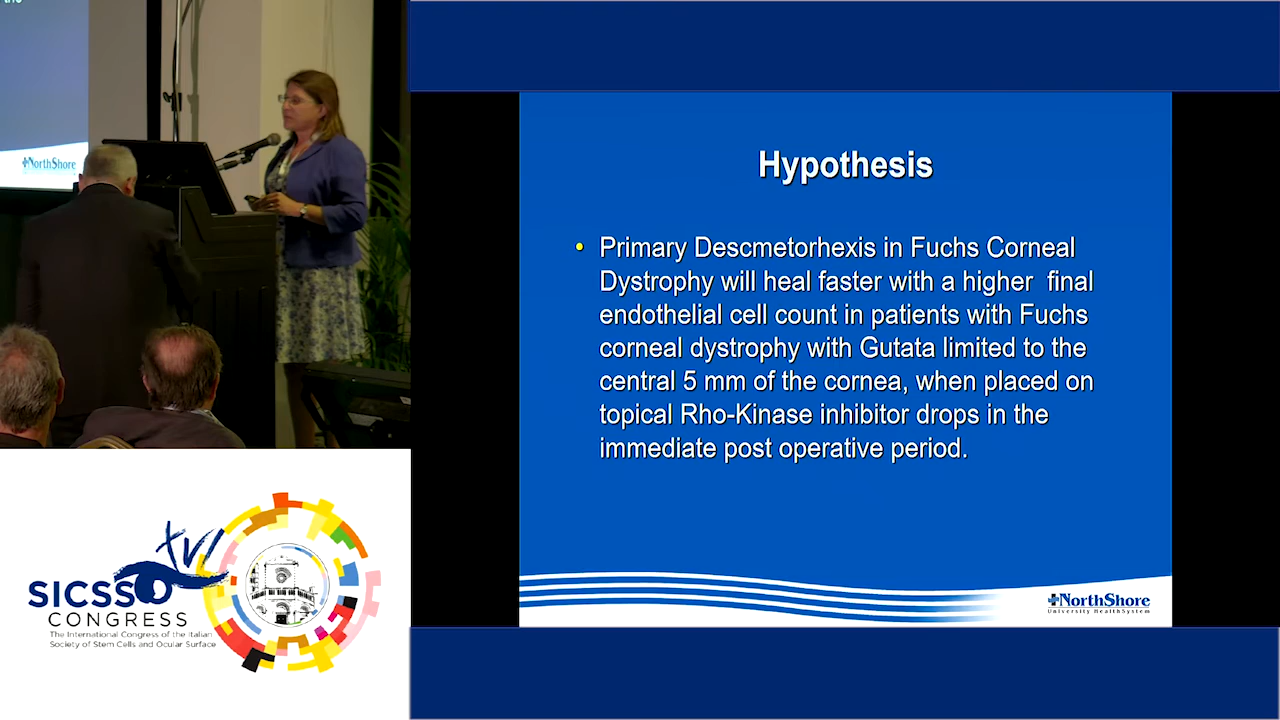 the
NorthShore
Hypothesis
• Primary Descmetorhexis in Fuchs Corneal
Dystrophy will heal faster with a higher final
endothelial cell count in patients with Fuchs
corneal dystrophy with Gutata limited to the
central 5 mm of the cornea, when placed on
topical Rho-Kinase inhibitor drops in the
immediate post operative period.
NorthShore
University HealthSystem
tv
SICSSO
CONGRESS
The International Congress of the Italian
Society of Stem Cells and Ocular Surface